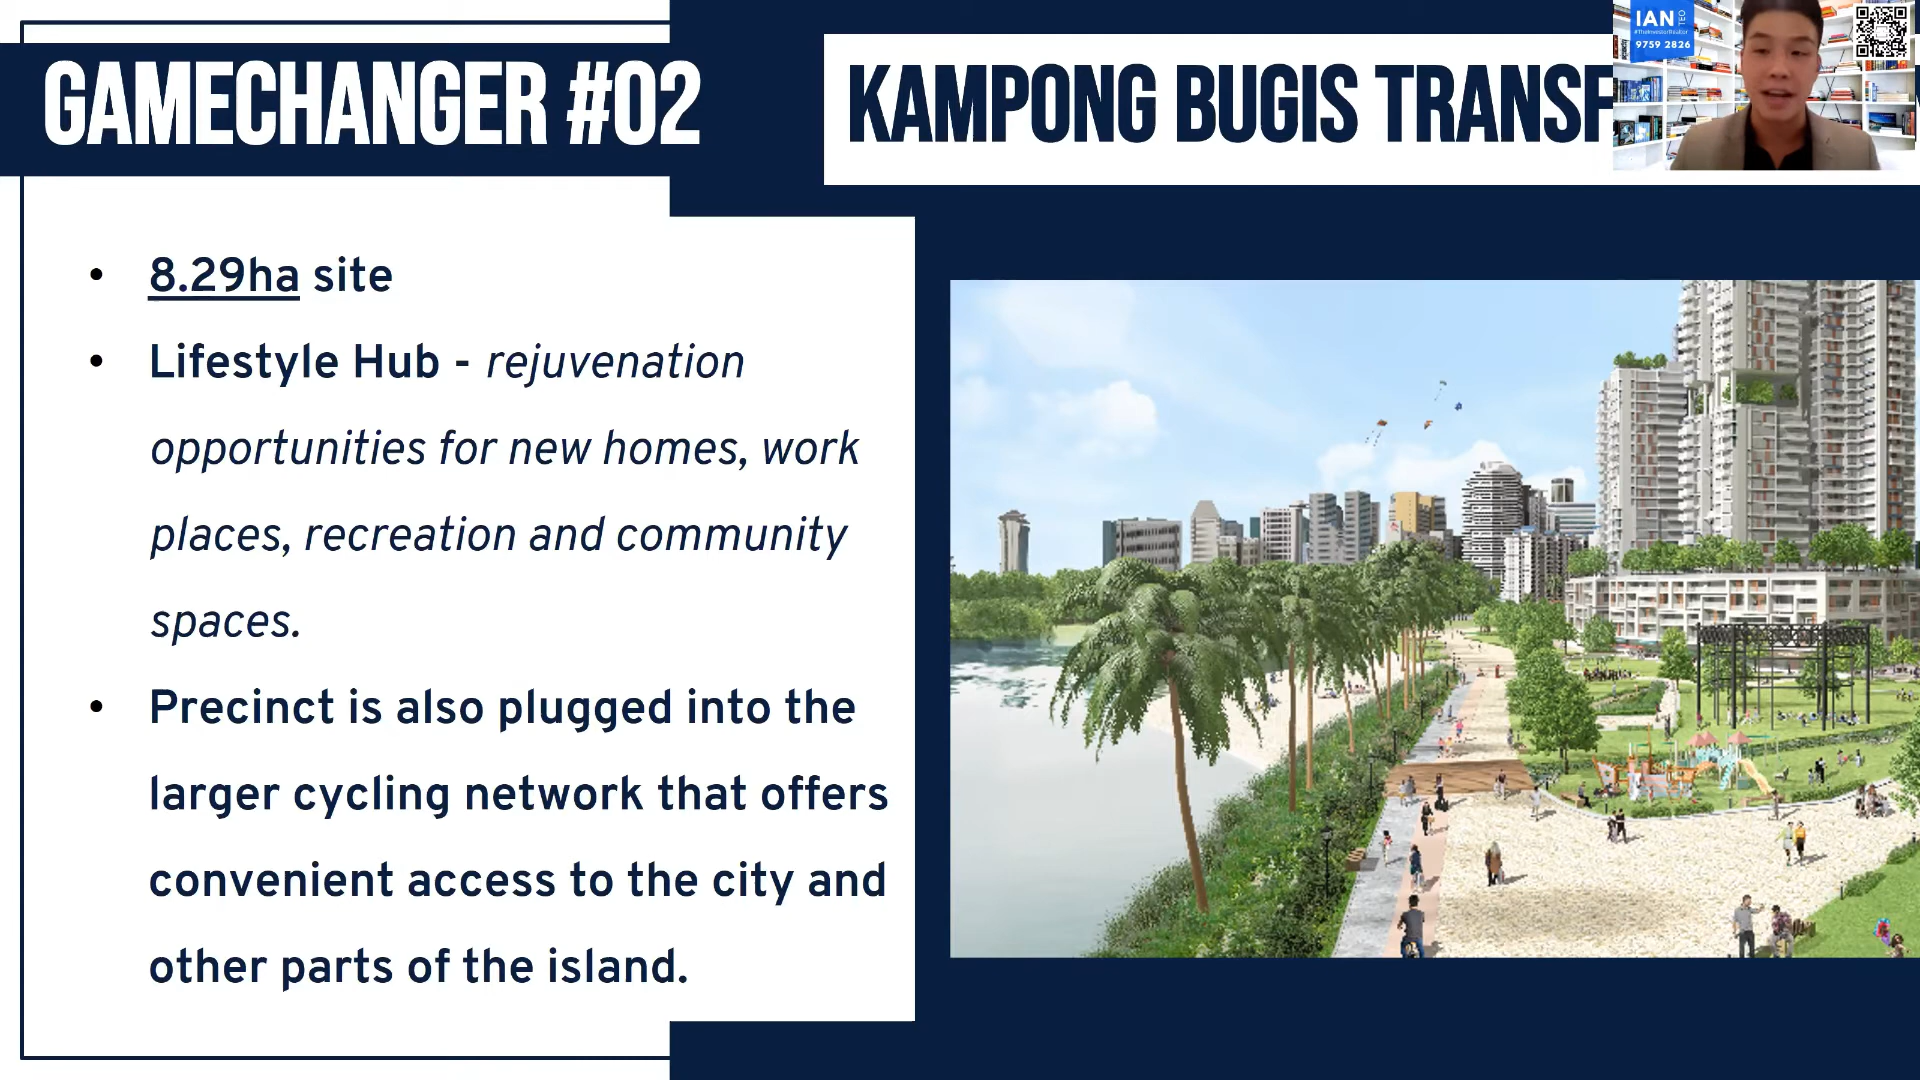 GAMECHANGER #02
KAMPONG BUGIS TRANSF
IAN TEO
#TheInvestorRealtor
9759 2826
• 8.29ha site
• Lifestyle Hub - rejuvenation
opportunities for new homes, work
places, recreation and community
spaces.
• Precinct is also plugged into the
larger cycling network that offers
convenient access to the city and
other parts of the island.